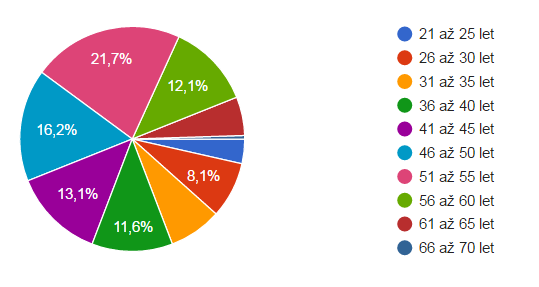 21,7%
12,1%
16,2%
8,1%
13,1%
11,6%
21 až 25 let
26 až 30 let
31 až 35 let
36 až 40 let
41 až 45 let
46 až 50 let
51 až 55 let
56 až 60 let
61 až 65 let
66 až 70 let